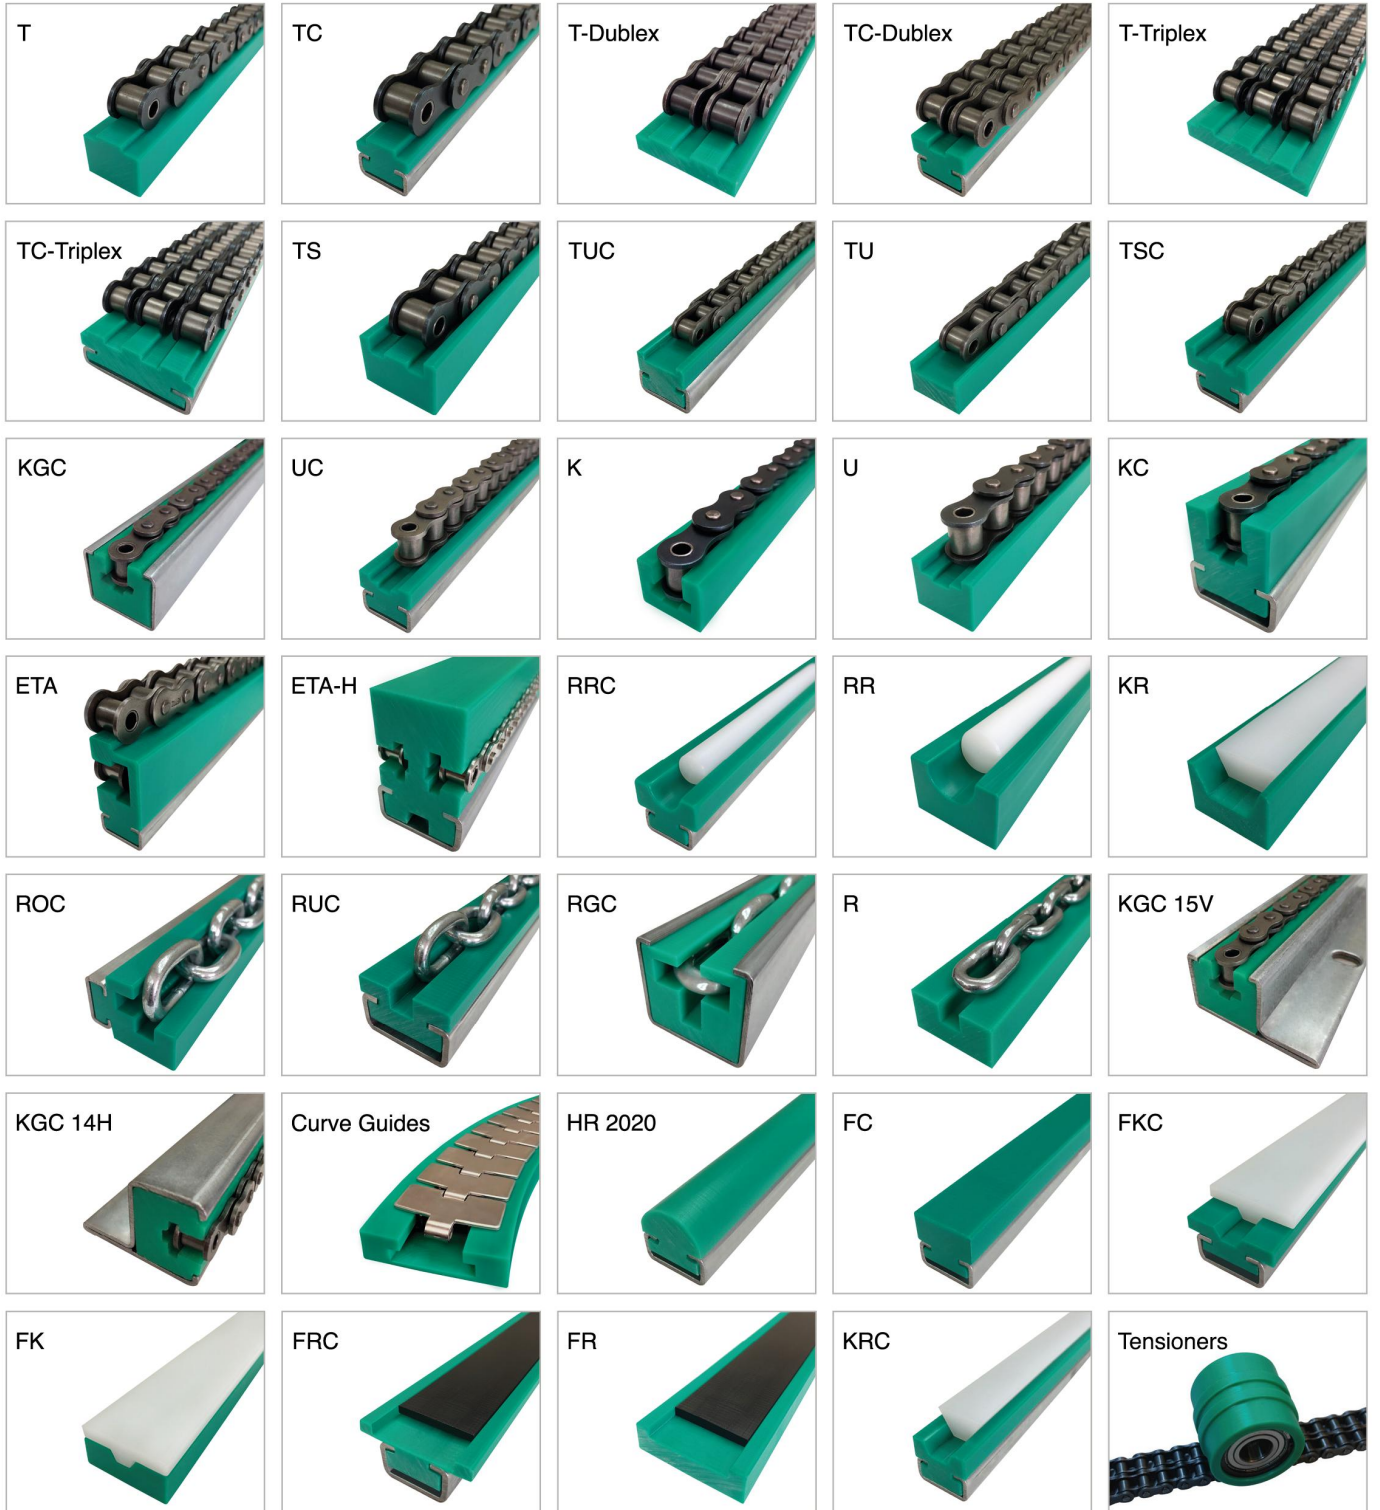 T
TC
T-Dublex
TC-Dublex
T-Triplex
TC-Triplex
TS
TUC
TU
TSC
KGC
UC
K
U
KC
ETA
ETA-H
RRC
RR
KR
ROC
RUC
RGC
R
KGC 15V
KGC 14H
Curve Guides
HR 2020
FC
FKC
FK
FRC
FR
KRC
Tensioners